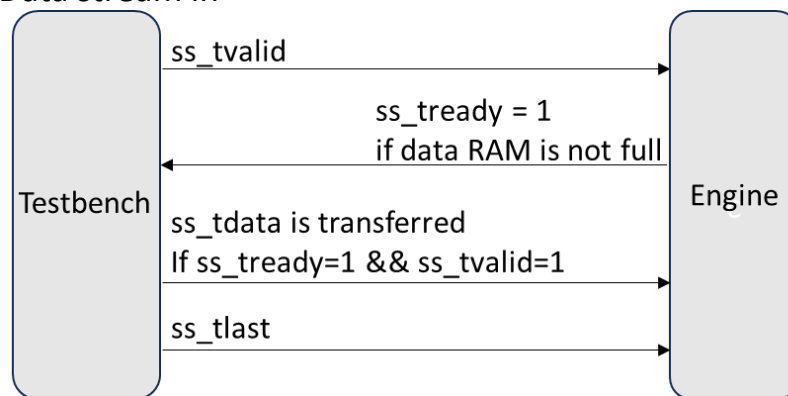 Data stream in
ss_tvalid
ss_tready = 1
if data RAM is not full
Testbench
Engine
ss_tdata is transferred
If ss_tready=1 && ss_tvalid=1
ss_tlast